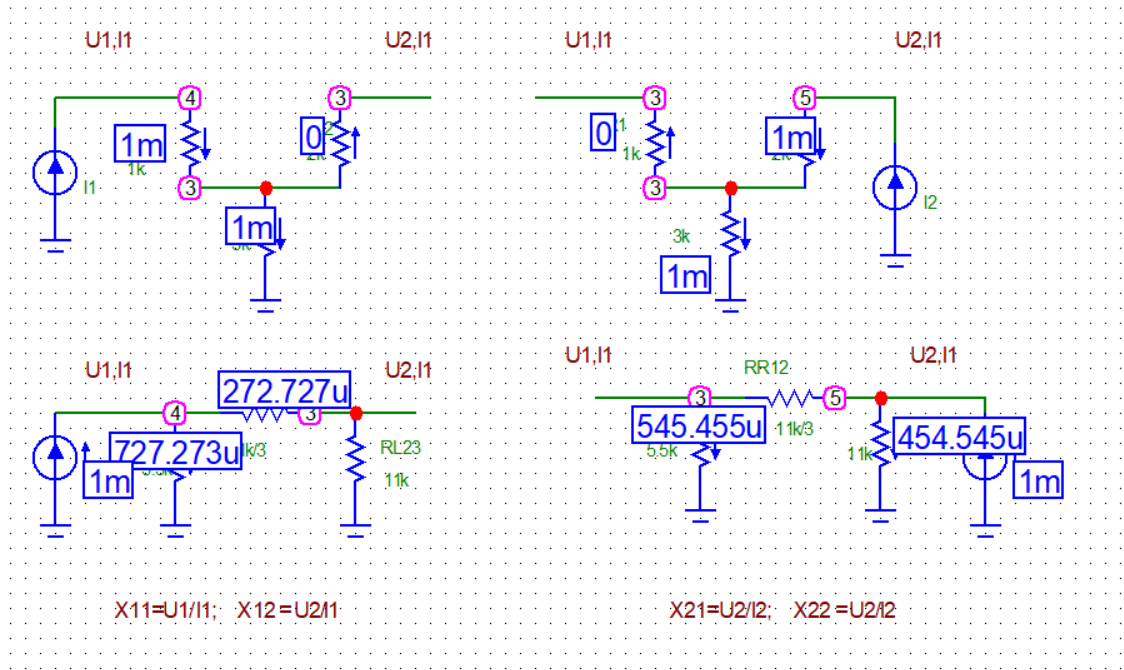 U1,I1 U2,I1 U1,I1 U2,I1
4 3 3 5
1m 0 0 1m
1k 1k
3 I1 3 I2
1m 3k
1m
U1,I1 U2,I1 U1,I1 RR12 U2,I1
272.727u
4 3 3 5
727.273u k/3 RL23 545.455u 11k/3 11k 454.545u
1m 11k 5.5k 1m
X11=U1/I1; X12=U2/I1 X21=U2/I2; X22=U2/I2